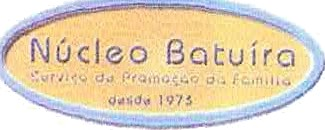 Núcleo Batuíra
Serviço de Promoção da Família
desde 1973